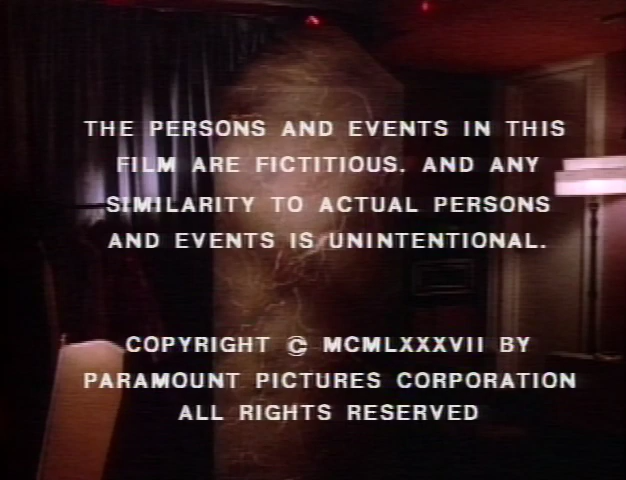 THE PERSONS AND EVENTS IN THIS
FILM ARE FICTITIOUS. AND ANY
SIMILARITY TO ACTUAL PERSONS
AND EVENTS IS UNINTENTIONAL.
COPYRIGHT © MCMLXXXVII BY
PARAMOUNT PICTURES CORPORATION
ALL RIGHTS RESERVED